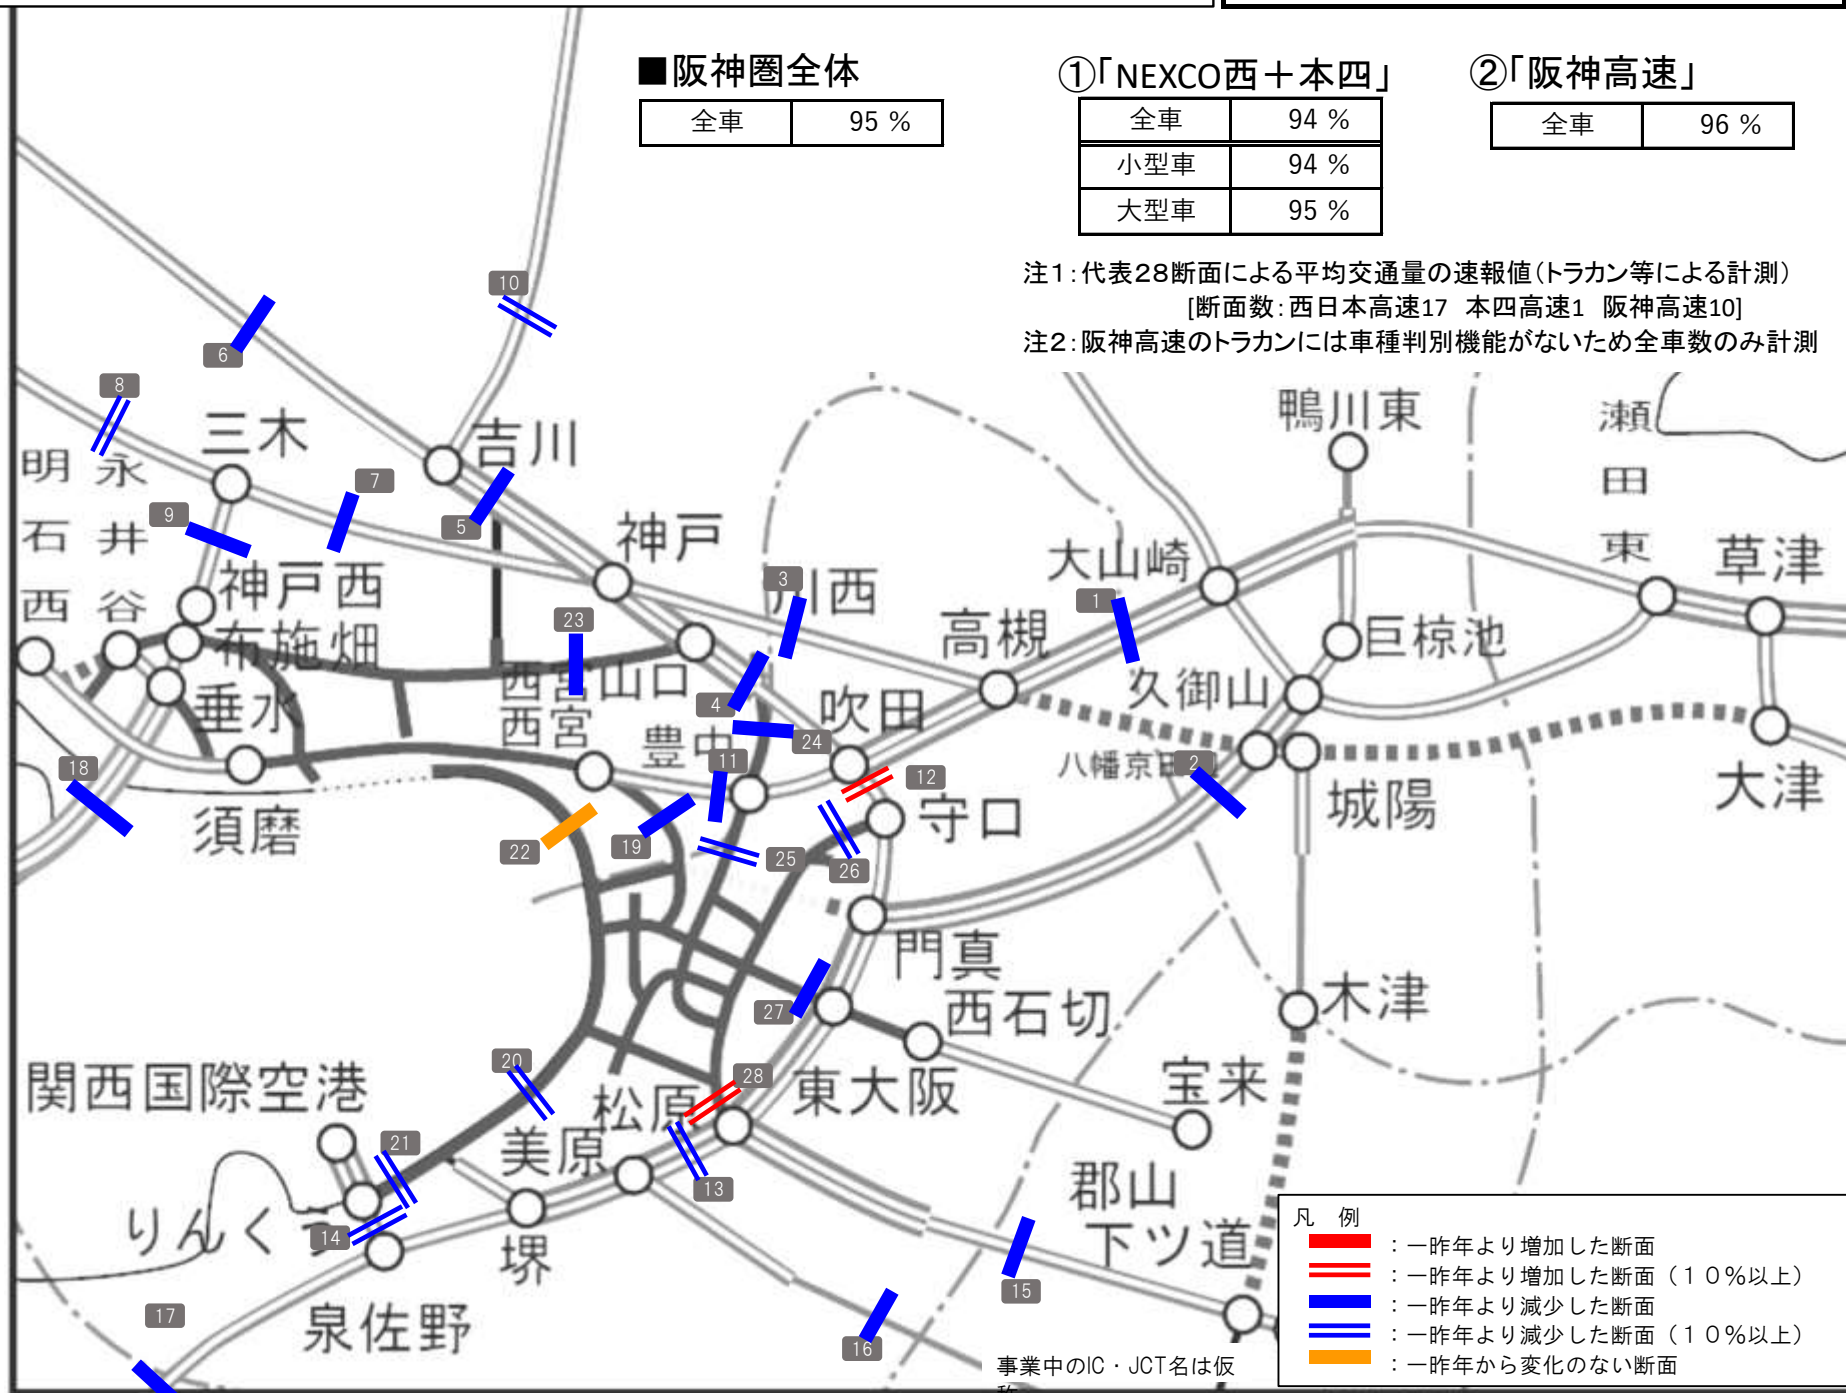 ■阪神圏全体
全車 95 %
①「NEXCO西＋本四」
全車 94 %
小型車 94 %
大型車 95 %
②「阪神高速」
全車 96 %
注1：代表28断面による平均交通量の速報値（トラカン等による計測）
[断面数：西日本高速17 本四高速1 阪神高速10]
注2：阪神高速のトラカンには車種判別機能がないため全車数のみ計測
10
6
8
三木
吉川
鴨川東
瀬田東
明石西
永井谷
7
9
5
神戸
神戸西
布施畑
3
川西
大山崎
1
草津
23
高槻
巨椋池
久御山
西宮山口
西宮
垂水
4
吹田
24
豊中
11
八幡京田辺
2
18
12
守口
城陽
大津
須磨
22
19
25
26
門真
27
西石切
木津
宝来
関西国際空港
20
松原
28
東大阪
21
美原
13
郡山
下ツ道
りんくう
14
堺
15
17
泉佐野
16
事業中のIC・JCT名は仮
称
凡 例
：一昨年より増加した断面
：一昨年より増加した断面（１０％以上）
：一昨年より減少した断面
：一昨年より減少した断面（１０％以上）
：一昨年から変化のない断面